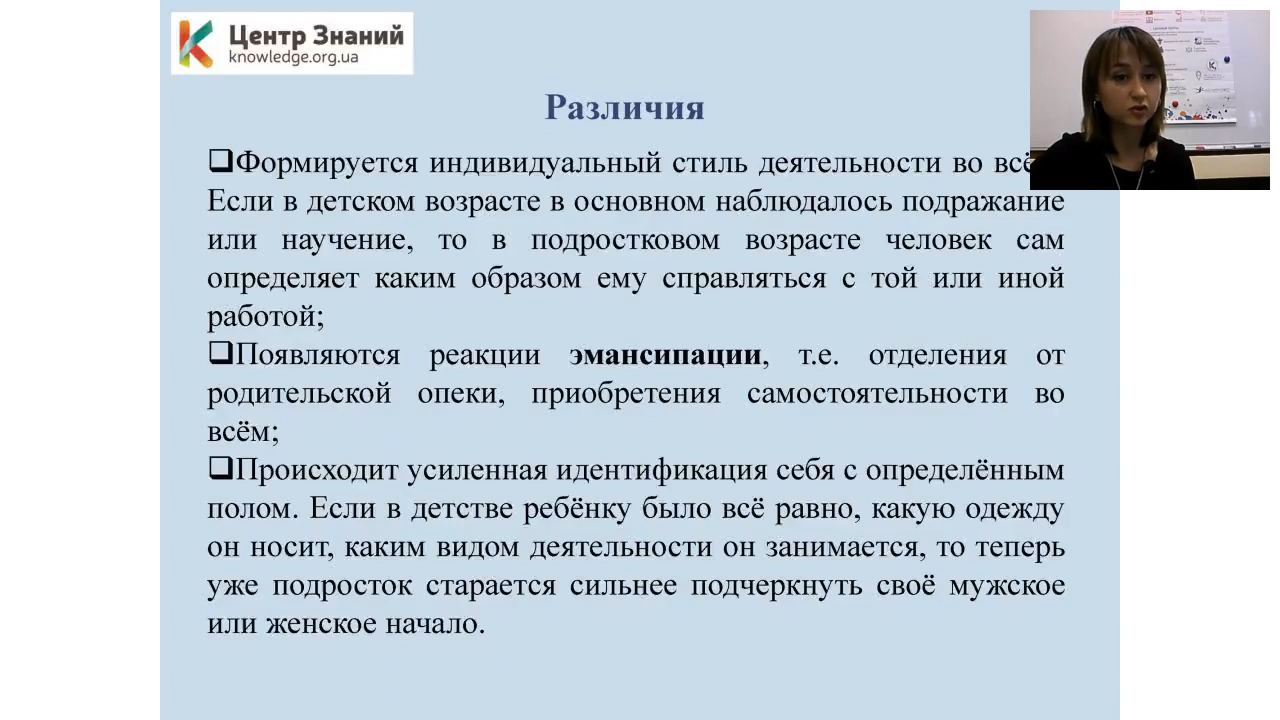 Центр Знаний
knowledge.org.ua
Различия
❑Формируется индивидуальный стиль деятельности во
Если в детском возрасте в основном наблюдалось подражание
или научение, то в подростковом возрасте человек сам
определяет каким образом ему справляться с той или иной
работой;
❑Появляются реакции эмансипации, т.е. отделения от
родительской опеки, приобретения самостоятельности во
всём;
❑Происходит усиленная идентификация себя с определённым
полом. Если в детстве ребёнку было всё равно, какую одежду
он носит, каким видом деятельности он занимается, то теперь
уже подросток старается сильнее подчеркнуть своё мужское
или женское начало.